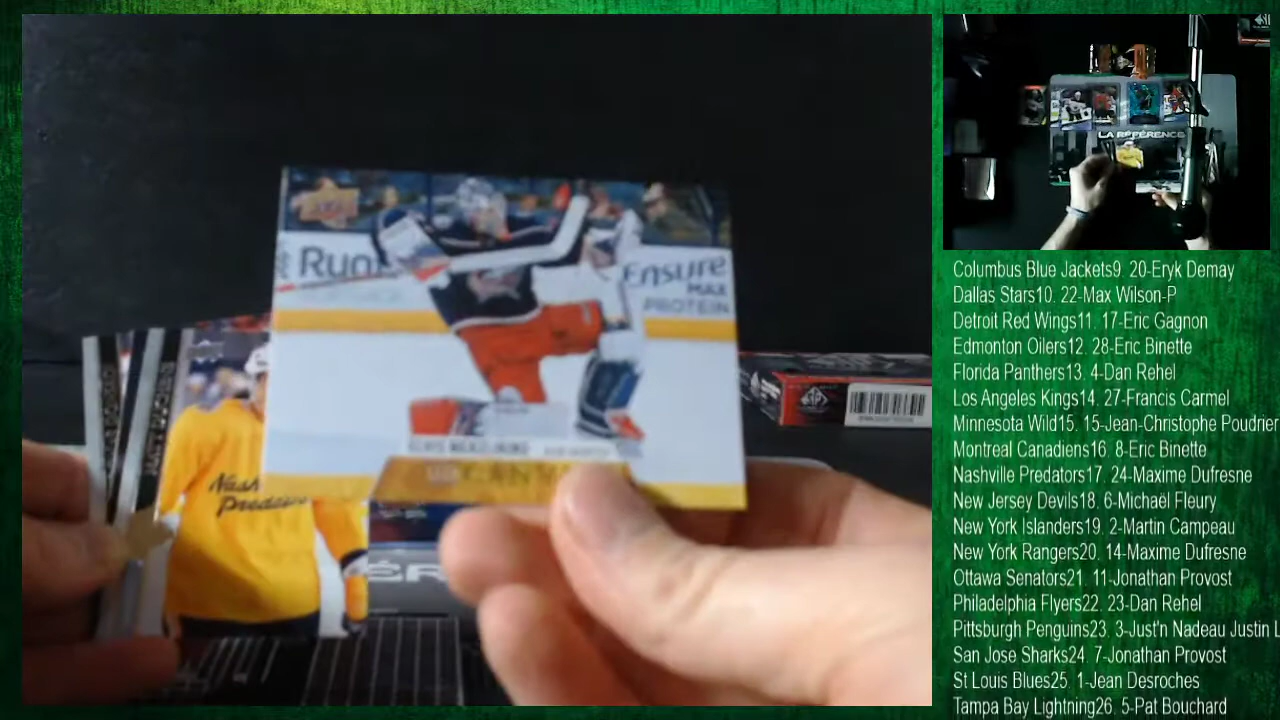 Ensure
MAX
PROTEIN
Nash
Predators
LA RÉFÉRENCE
Columbus Blue Jackets9. 20-Eryk Demay
Dallas Stars10. 22-Max Wilson-P
Detroit Red Wings11. 17-Eric Gagnon
Edmonton Oilers12. 28-Eric Binette
Florida Panthers13. 4-Dan Rehel
Los Angeles Kings14. 27-Francis Carmel
Minnesota Wild15. 15-Jean-Christophe Poudrier
Montreal Canadiens16. 8-Eric Binette
Nashville Predators17. 24-Maxime Dufresne
New Jersey Devils18. 6-Michaël Fleury
New York Islanders19. 2-Martin Campeau
New York Rangers20. 14-Maxime Dufresne
Ottawa Senators21. 11-Jonathan Provost
Philadelphia Flyers22. 23-Dan Rehel
Pittsburgh Penguins23. 3-Just'n Nadeau Justin L
San Jose Sharks24. 7-Jonathan Provost
St Louis Blues25. 1-Jean Desroches
Tampa Bay Lightning26. 5-Pat Bouchard